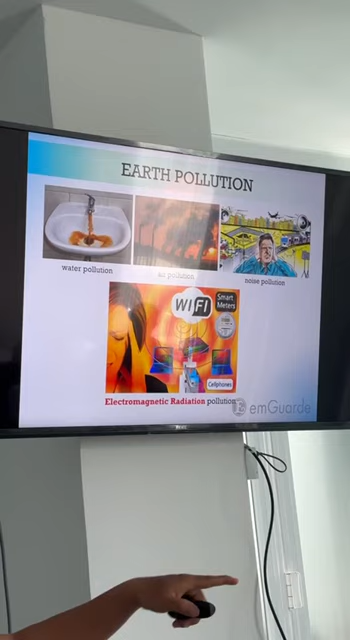 EARTH POLLUTION
water pollution
air pollution
noise pollution
WIFI
Smart
Meters
Cellphones
Electromagnetic Radiation pollution
emGuarde